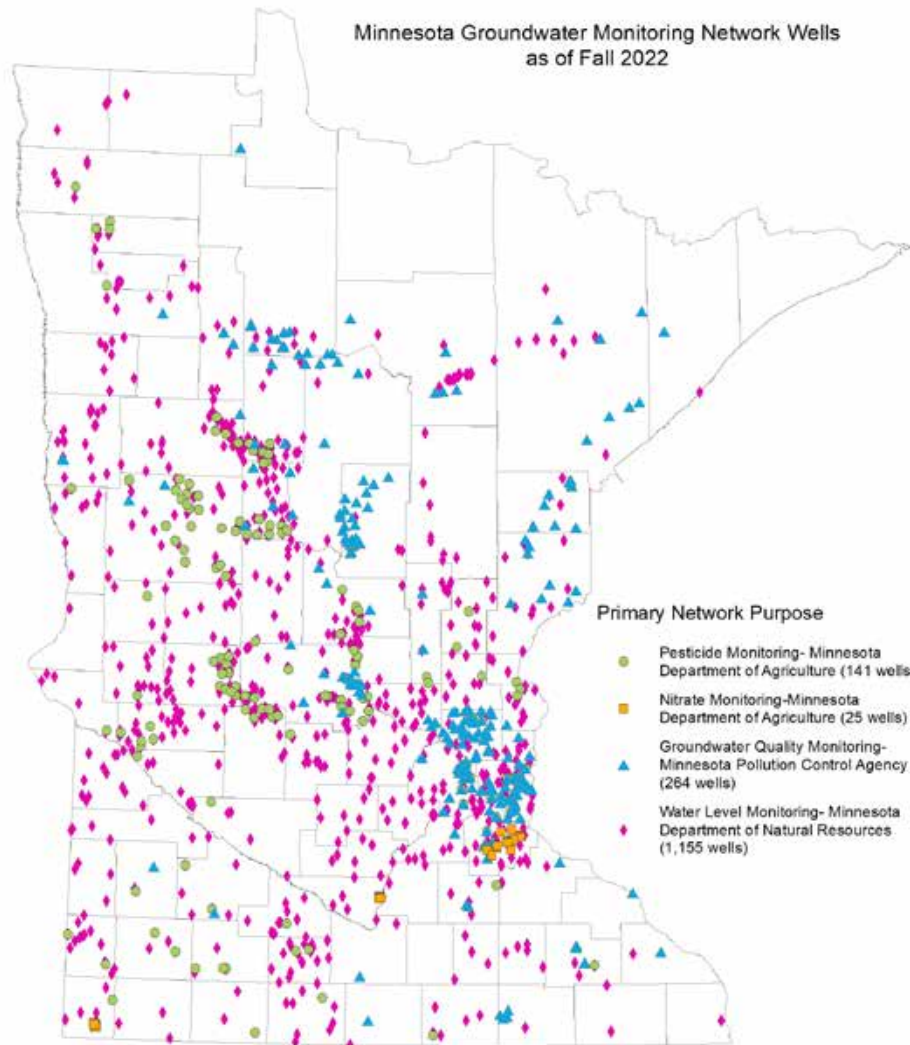 Minnesota Groundwater Monitoring Network Wells
as of Fall 2022
Primary Network Purpose
Pesticide Monitoring- Minnesota
Department of Agriculture (141 wells
Nitrate Monitoring-Minnesota
Department of Agriculture (25 wells)
Groundwater Quality Monitoring-
Minnesota Pollution Control Agency
(264 wells)
Water Level Monitoring- Minnesota
Department of Natural Resources
(1,155 wells)